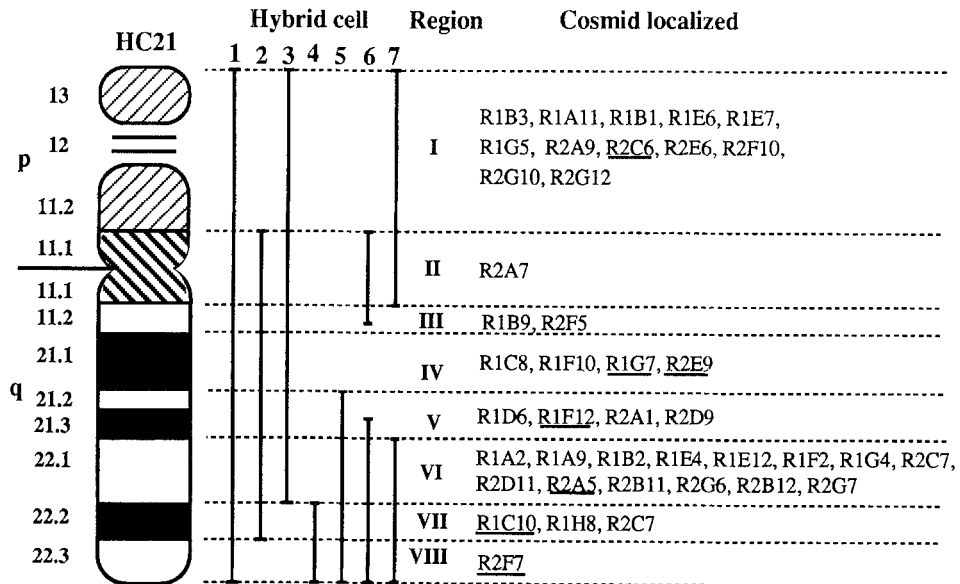 Hybrid cell Region Cosmid localized
HC21
1 2 3 4 5 6 7
13
p
12
11.2
11.1
11.1
11.2
q
21.1
21.2
21.3
22.1
22.2
22.3
I
R1B3, R1A11, R1B1, R1E6, R1E7,
R1G5, R2A9, R2C6, R2E6, R2F10,
R2G10, R2G12
II R2A7
III R1B9, R2F5
IV R1C8, R1F10, R1G7, R2E9
V R1D6, R1F12, R2A1, R2D9
VI
R1A2, R1A9, R1B2, R1E4, R1E12, R1F2, R1G4, R2C7,
R2D11, R2A5, R2B11, R2G6, R2B12, R2G7
VII R1C10, R1H8, R2C7
VIII R2F7